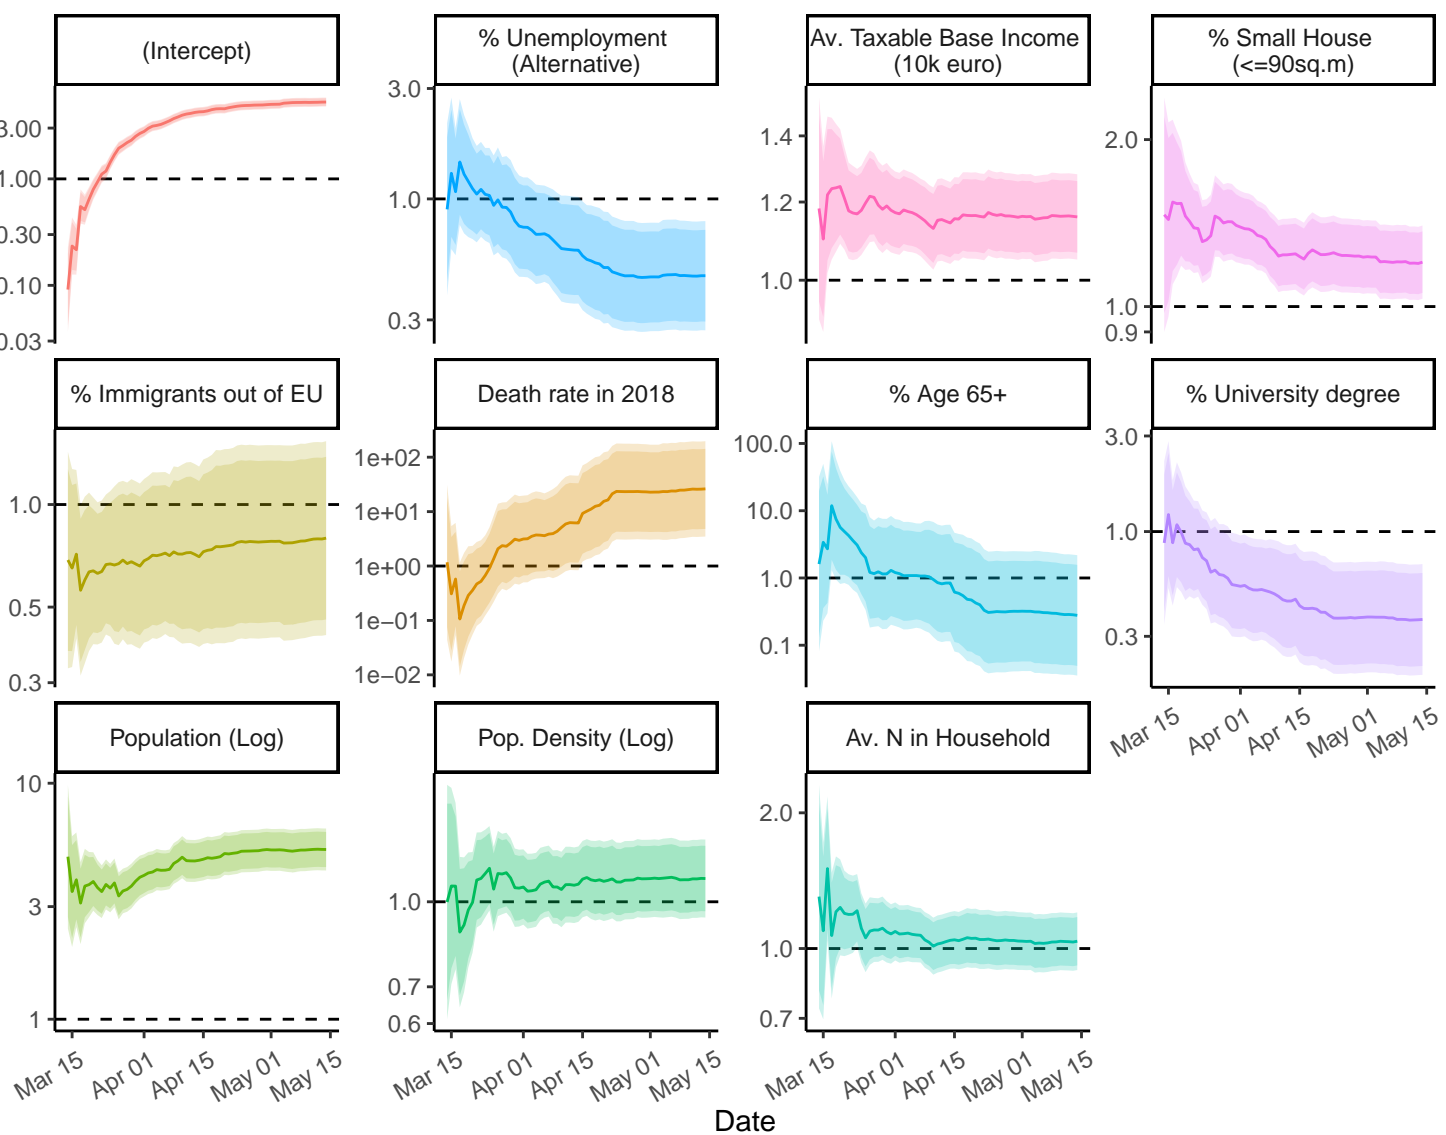 (Intercept)
% Unemployment
(Alternative)
Av. Taxable Base Income
(10k euro)
% Small House
(<=90sq.m)
3.00
1.00
0.30
0.10
0.03
3.0
1.0
0.3
1.4
1.2
1.0
2.0
1.0
0.9
% Immigrants out of EU
Death rate in 2018
% Age 65+
% University degree
1.0
0.5
0.3
1e+02
1e+01
1e+00
1e−01
1e−02
100.0
10.0
1.0
0.1
3.0
1.0
0.3
Mar 15
Apr 01
Apr 15
May 01
May 15
Population (Log)
Pop. Density (Log)
Av. N in Household
10
3
1
1.0
0.7
0.6
2.0
1.0
0.7
Mar 15
Apr 01
Apr 15
May 01
May 15
Mar 15
Apr 01
Apr 15
May 01
May 15
Mar 15
Apr 01
Apr 15
May 01
May 15
Date